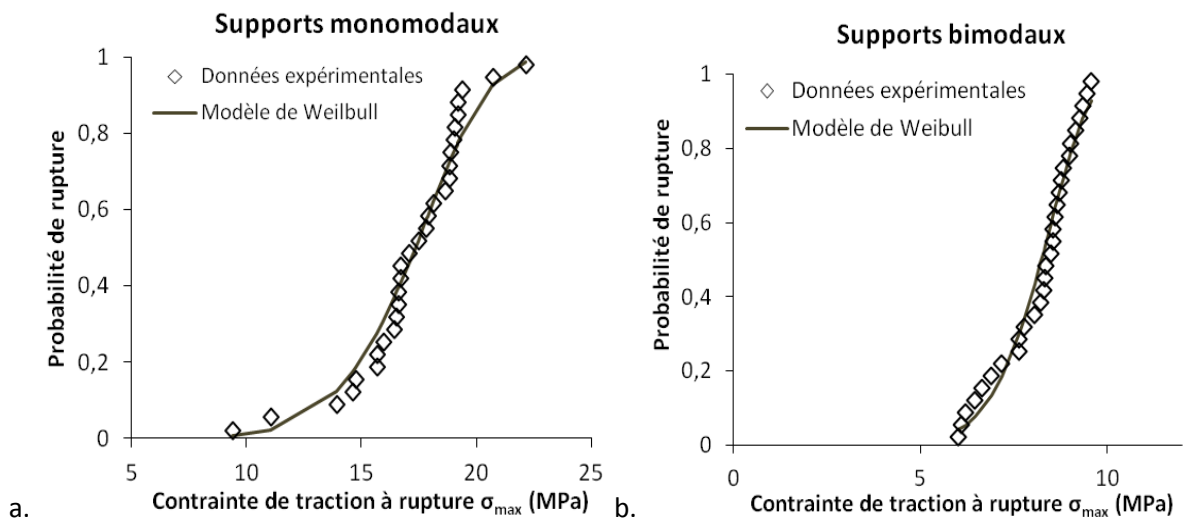 Supports monomodaux
Données expérimentales
Modèle de Weilbull
Probabilité de rupture
1
0,8
0,6
0,4
0,2
0
5
10
15
20
25
Contrainte de traction à rupture σmax (MPa)
a.
Supports bimodaux
Données expérimentales
Modèle de Weibull
Probabilité de rupture
1
0,8
0,6
0,4
0,2
0
0
5
10
Contrainte de traction à rupture σmax (MPa)
b.